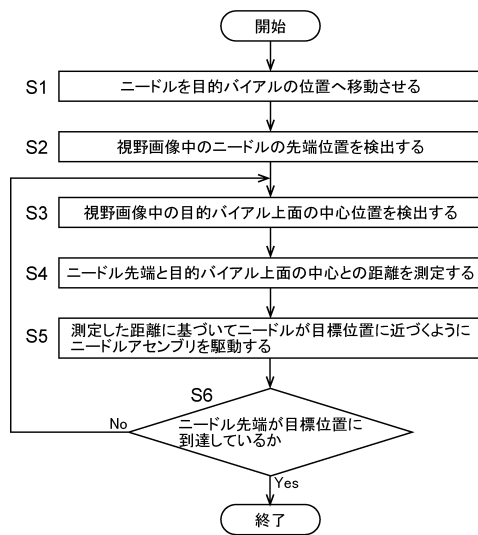 開始
S1
ニードルを目的バイアルの位置へ移動させる
S2
視野画像中のニードルの先端位置を検出する
S3
視野画像中の目的バイアル上面の中心位置を検出する
S4
ニードル先端と目的バイアル上面の中心との距離を測定する
S5
測定した距離に基づいてニードルが目標位置に近づくように
ニードルアセンブリを駆動する
S6
ニードル先端が目標位置に
到達しているか
No
Yes
終了